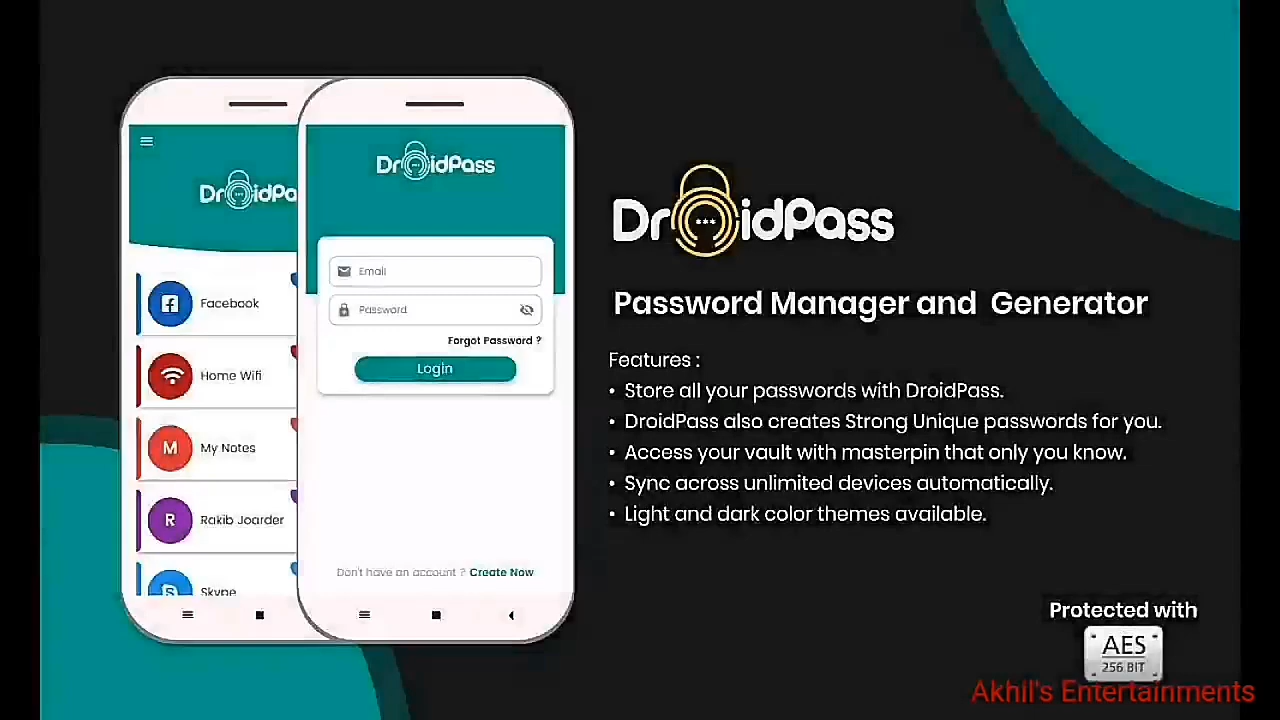 DroidPa
Facebook
Home Wifi
M My Notes
R Rakib Joarder
S Skype
DroidPass
Email
Password
Forgot Password ?
Login
Don't have an account ? Create Now
DroidPass
***
Password Manager and  Generator
Features :
• Store all your passwords with DroidPass.
• DroidPass also creates Strong Unique passwords for you.
• Access your vault with masterpin that only you know.
• Sync across unlimited devices automatically.
• Light and dark color themes available.
Protected with
AES
256 BIT
Akhil's Entertainments